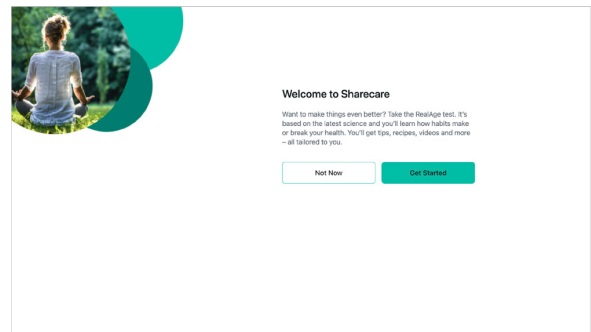 Welcome to Sharecare
Want to make things even better? Take the RealAge test. It's
based on the latest science and you'll learn how habits make
or break your health. You'll get tips, recipes, videos and more
– all tailored to you.
Not Now
Get Started